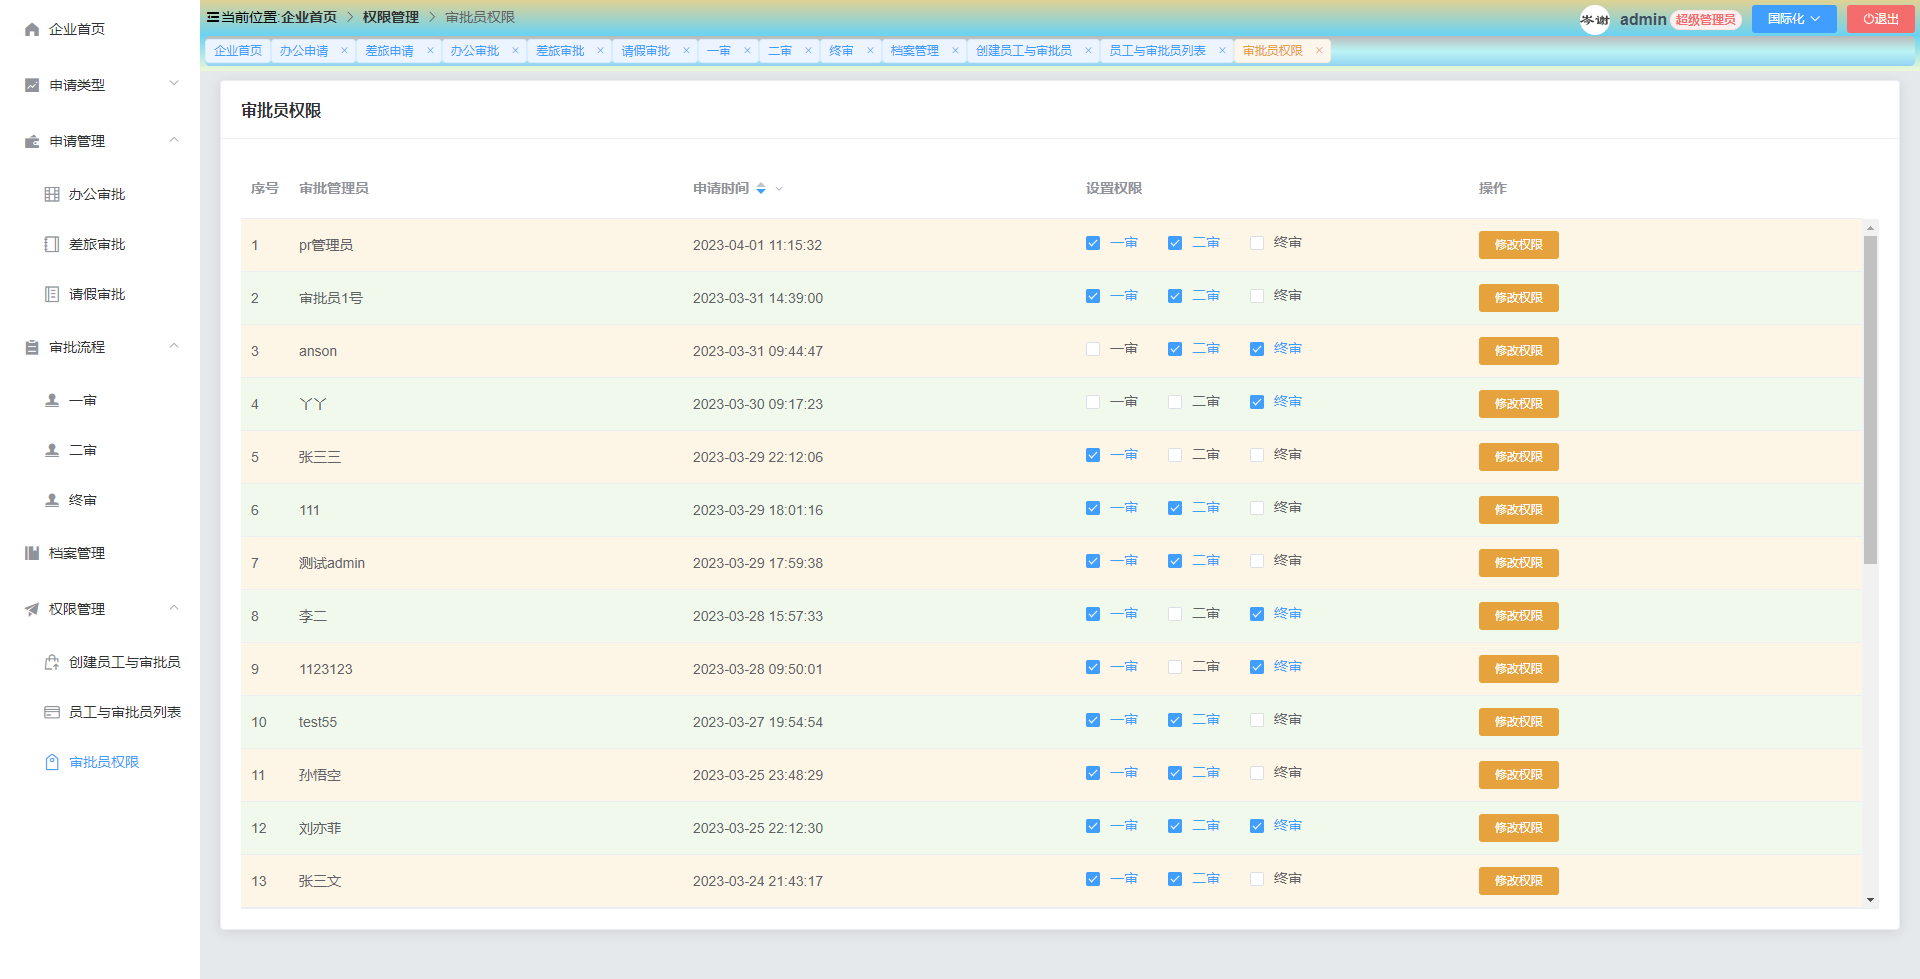 企业首页
申请类型
申请管理
办公审批
差旅审批
请假审批
审批流程
一审
二审
终审
档案管理
权限管理
创建员工与审批员
员工与审批员列表
审批员权限
当前位置:企业首页 > 权限管理 > 审批员权限
岑谢 admin 超级管理员 国际化 退出
企业首页 办公申请 × 差旅申请 × 办公审批 × 差旅审批 × 请假审批 × 一审 × 二审 × 终审 × 档案管理 × 创建员工与审批员 × 员工与审批员列表 × 审批员权限 ×
审批员权限
序号 审批管理员 申请时间 设置权限 操作
1 pr管理员 2023-04-01 11:15:32 一审 二审 终审 修改权限
2 审批员1号 2023-03-31 14:39:00 一审 二审 终审 修改权限
3 anson 2023-03-31 09:44:47 一审 二审 终审 修改权限
4 丫丫 2023-03-30 09:17:23 一审 二审 终审 修改权限
5 张三三 2023-03-29 22:12:06 一审 二审 终审 修改权限
6 111 2023-03-29 18:01:16 一审 二审 终审 修改权限
7 测试admin 2023-03-29 17:59:38 一审 二审 终审 修改权限
8 李二 2023-03-28 15:57:33 一审 二审 终审 修改权限
9 1123123 2023-03-28 09:50:01 一审 二审 终审 修改权限
10 test55 2023-03-27 19:54:54 一审 二审 终审 修改权限
11 孙悟空 2023-03-25 23:48:29 一审 二审 终审 修改权限
12 刘亦菲 2023-03-25 22:12:30 一审 二审 终审 修改权限
13 张三文 2023-03-24 21:43:17 一审 二审 终审 修改权限